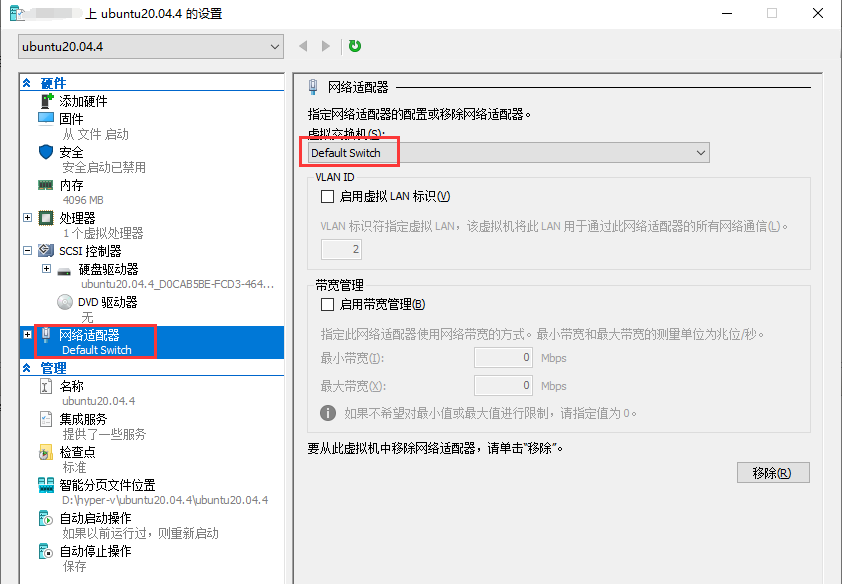 上 ubuntu20.04.4 的设置
ubuntu20.04.4
硬件
添加硬件
固件
从 文件 启动
安全
安全启动已禁用
内存
4096 MB
处理器
1 个虚拟处理器
SCSI 控制器
硬盘驱动器
ubuntu20.04.4_D0CAB5BE-FCD3-464...
DVD 驱动器
无
网络适配器
Default Switch
管理
名称
ubuntu20.04.4
集成服务
提供了一些服务
检查点
标准
智能分页文件位置
D:\hyper-v\ubuntu20.04.4\ubuntu20.04.4
自动启动操作
如果以前运行过，则重新启动
自动停止操作
保存
网络适配器
指定网络适配器的配置或移除网络适配器。
虚拟交换机(S):
Default Switch
VLAN ID
启用虚拟 LAN 标识(V)
VLAN 标识符指定虚拟 LAN，该虚拟机将此 LAN 用于通过此网络适配器的所有网络通信(L)。
2
带宽管理
启用带宽管理(B)
指定此网络适配器使用网络带宽的方式。最小带宽和最大带宽的测量单位为兆位/秒。
最小带宽(I): 0 Mbps
最大带宽(X): 0 Mbps
如果不希望对最小值或最大值进行限制，请指定值为 0。
要从此虚拟机中移除网络适配器，请单击"移除"。
移除(R)